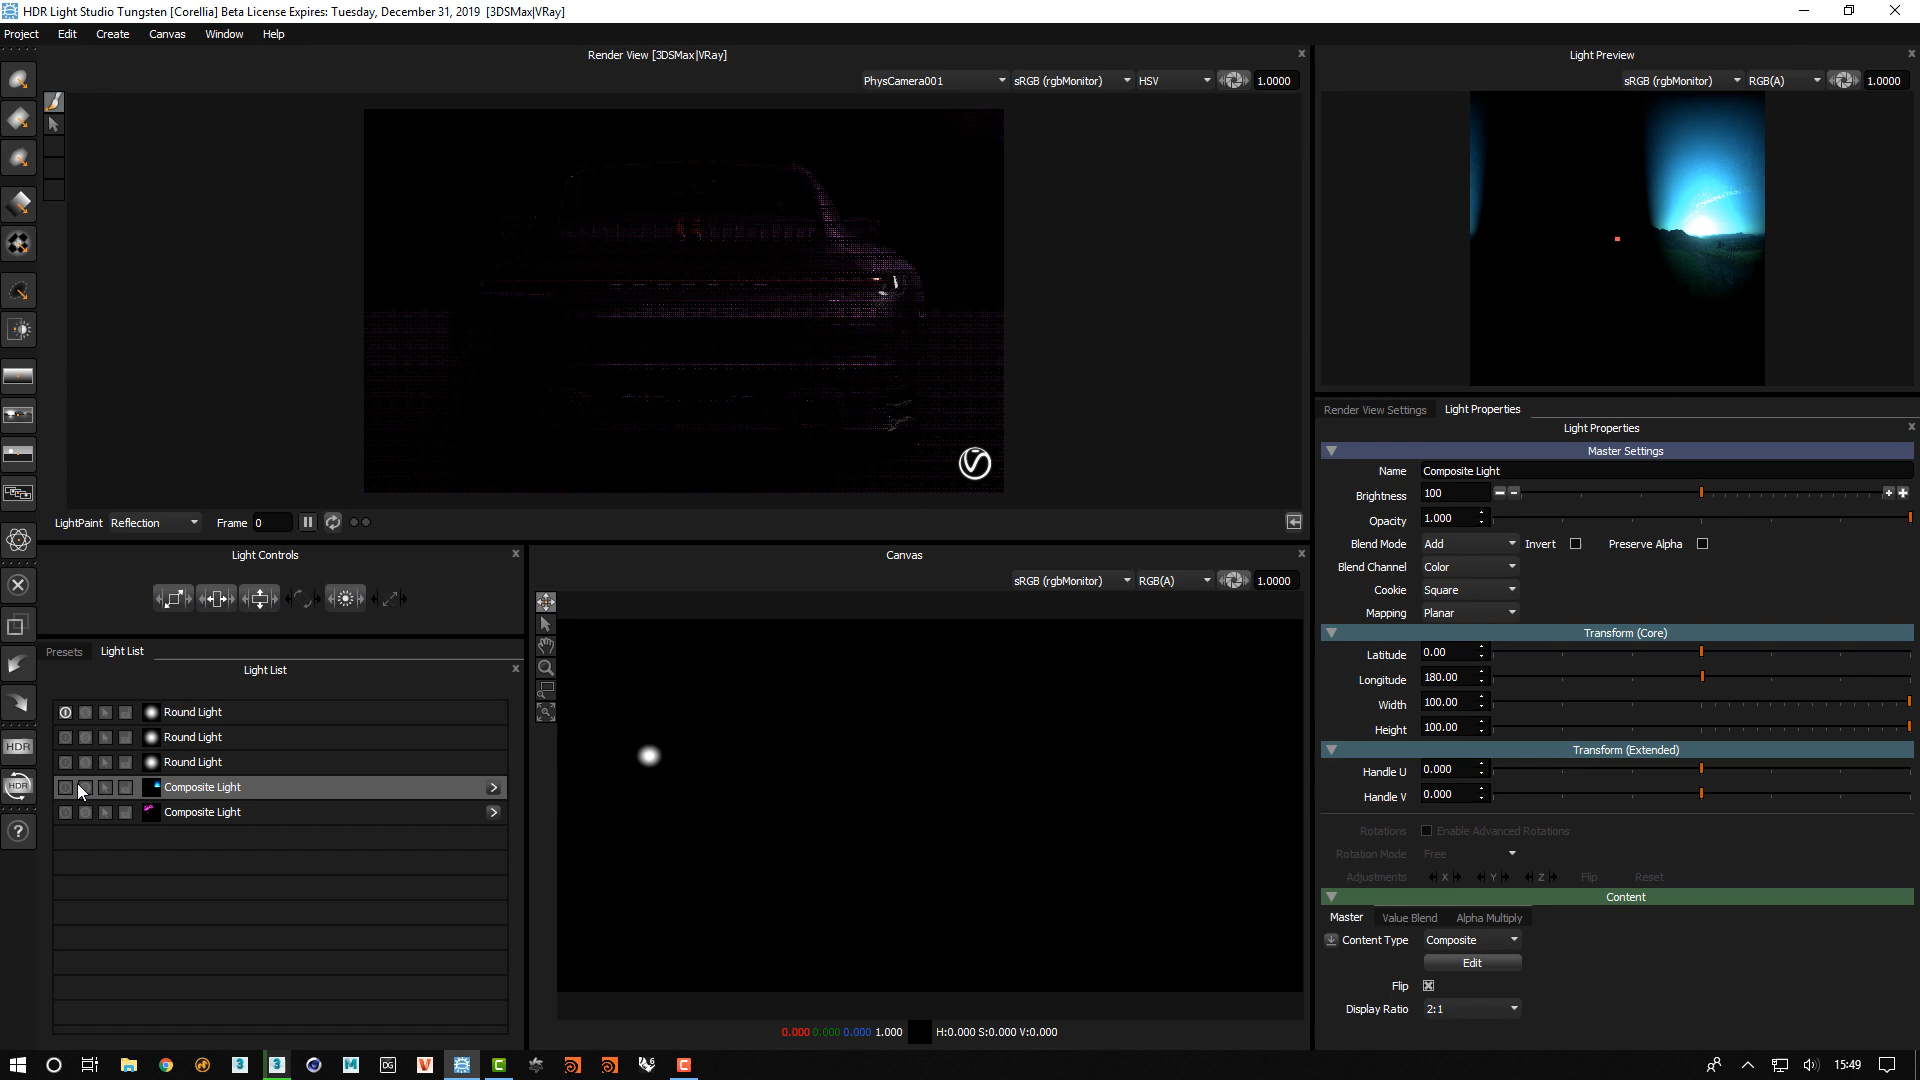 HDR Light Studio Tungsten [Corellia] Beta License Expires: Tuesday, December 31, 2019 [3DSMax|VRay]
Project Edit Create Canvas Window Help
Render View [3DSMax|VRay]
PhysCamera001 sRGB (rgbMonitor) HSV 1.0000
LightPaint Reflection Frame 0
Light Preview
sRGB (rgbMonitor) RGB(A) 1.0000
Render View Settings Light Properties
Light Properties
Master Settings
Name Composite Light
Brightness 100
Opacity 1.000
Blend Mode Add Invert Preserve Alpha
Blend Channel Color
Cookie Square
Mapping Planar
Transform (Core)
Latitude 0.00
Longitude 180.00
Width 100.00
Height 100.00
Transform (Extended)
Handle U 0.000
Handle V 0.000
Rotations Enable Advanced Rotations
Rotation Mode Free
Adjustments X Y Z Flip Reset
Content
Master Value Blend Alpha Multiply
Content Type Composite
Edit
Flip
Display Ratio 2:1
Light Controls
Presets Light List
Light List
Round Light
Round Light
Round Light
Composite Light
Composite Light
HDR
HDR
Canvas
sRGB (rgbMonitor) RGB(A) 1.0000
0.000 0.000 0.000 1.000 H:0.000 S:0.000 V:0.000
15:49